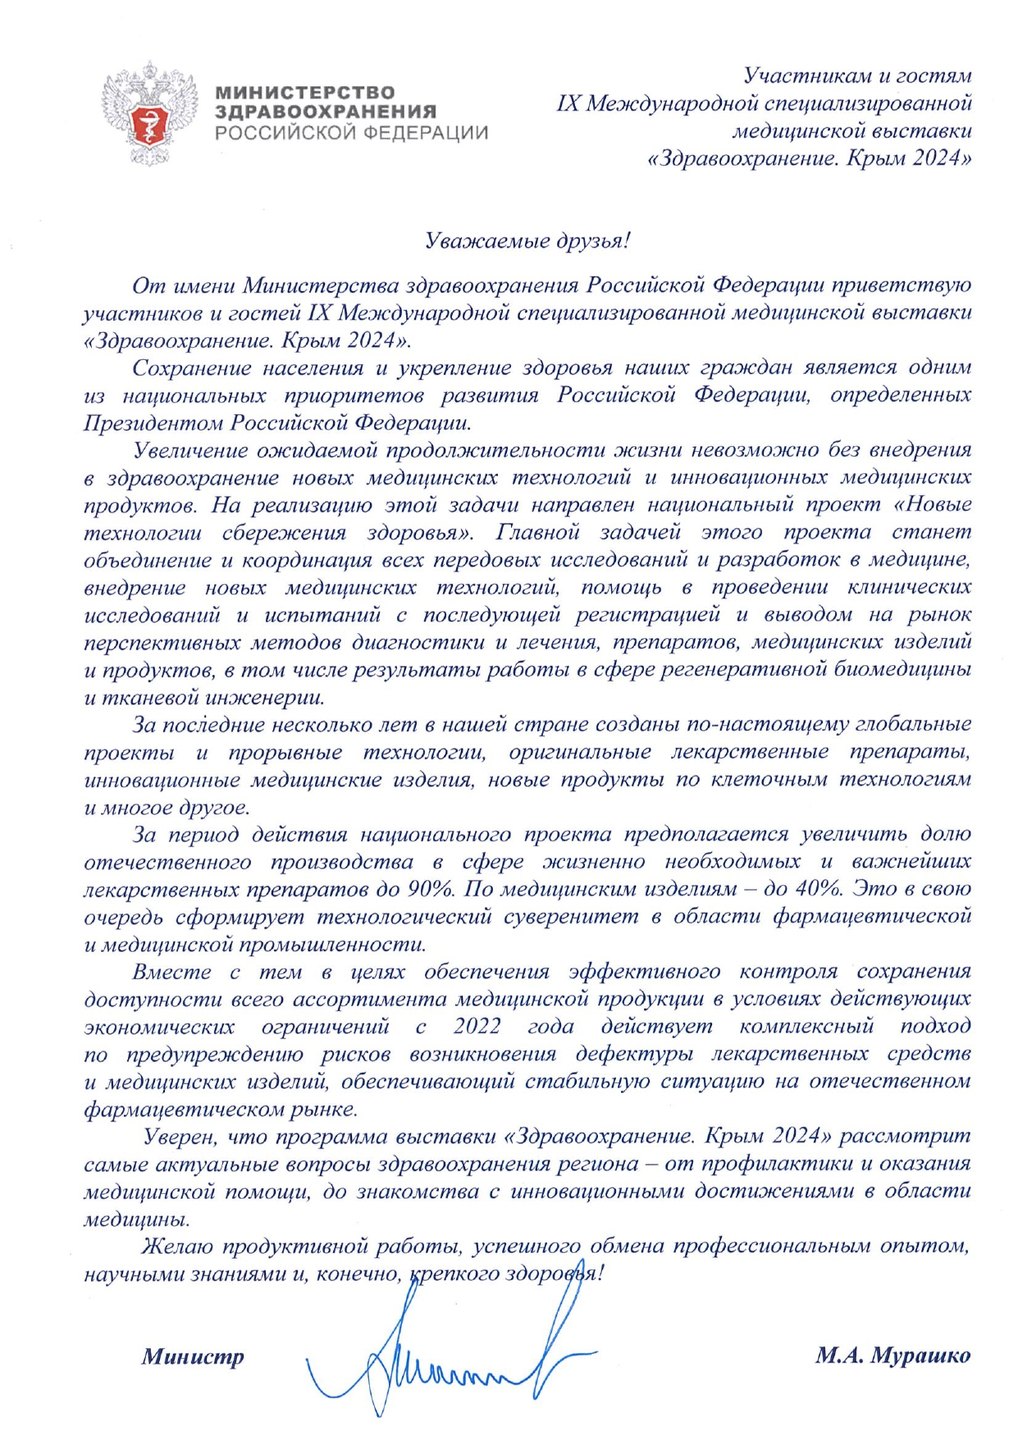 МИНИСТЕРСТВО
ЗДРАВООХРАНЕНИЯ
РОССИЙСКОЙ ФЕДЕРАЦИИ
Участникам и гостям
IX Международной специализированной
медицинской выставки
«Здравоохранение. Крым 2024»
Уважаемые друзья!
От имени Министерства здравоохранения Российской Федерации приветствую
участников и гостей IX Международной специализированной медицинской выставки
«Здравоохранение. Крым 2024».
Сохранение населения и укрепление здоровья наших граждан является одним
из национальных приоритетов развития Российской Федерации, определенных
Президентом Российской Федерации.
Увеличение ожидаемой продолжительности жизни невозможно без внедрения
в здравоохранение новых медицинских технологий и инновационных медицинских
продуктов. На реализацию этой задачи направлен национальный проект «Новые
технологии сбережения здоровья». Главной задачей этого проекта станет
объединение и координация всех передовых исследований и разработок в медицине,
внедрение новых медицинских технологий, помощь в проведении клинических
исследований и испытаний с последующей регистрацией и выводом на рынок
перспективных методов диагностики и лечения, препаратов, медицинских изделий
и продуктов, в том числе результаты работы в сфере регенеративной биомедицины
и тканевой инженерии.
За последние несколько лет в нашей стране созданы по-настоящему глобальные
проекты и прорывные технологии, оригинальные лекарственные препараты,
инновационные медицинские изделия, новые продукты по клеточным технологиям
и многое другое.
За период действия национального проекта предполагается увеличить долю
отечественного производства в сфере жизненно необходимых и важнейших
лекарственных препаратов до 90%. По медицинским изделиям – до 40%. Это в свою
очередь сформирует технологический суверенитет в области фармацевтической
и медицинской промышленности.
Вместе с тем в целях обеспечения эффективного контроля сохранения
доступности всего ассортимента медицинской продукции в условиях действующих
экономических ограничений с 2022 года действует комплексный подход
по предупреждению рисков возникновения дефектуры лекарственных средств
и медицинских изделий, обеспечивающий стабильную ситуацию на отечественном
фармацевтическом рынке.
Уверен, что программа выставки «Здравоохранение. Крым 2024» рассмотрит
самые актуальные вопросы здравоохранения региона – от профилактики и оказания
медицинской помощи, до знакомства с инновационными достижениями в области
медицины.
Желаю продуктивной работы, успешного обмена профессиональным опытом,
научными знаниями и, конечно, крепкого здоровья!
Министр
М.А. Мурашко